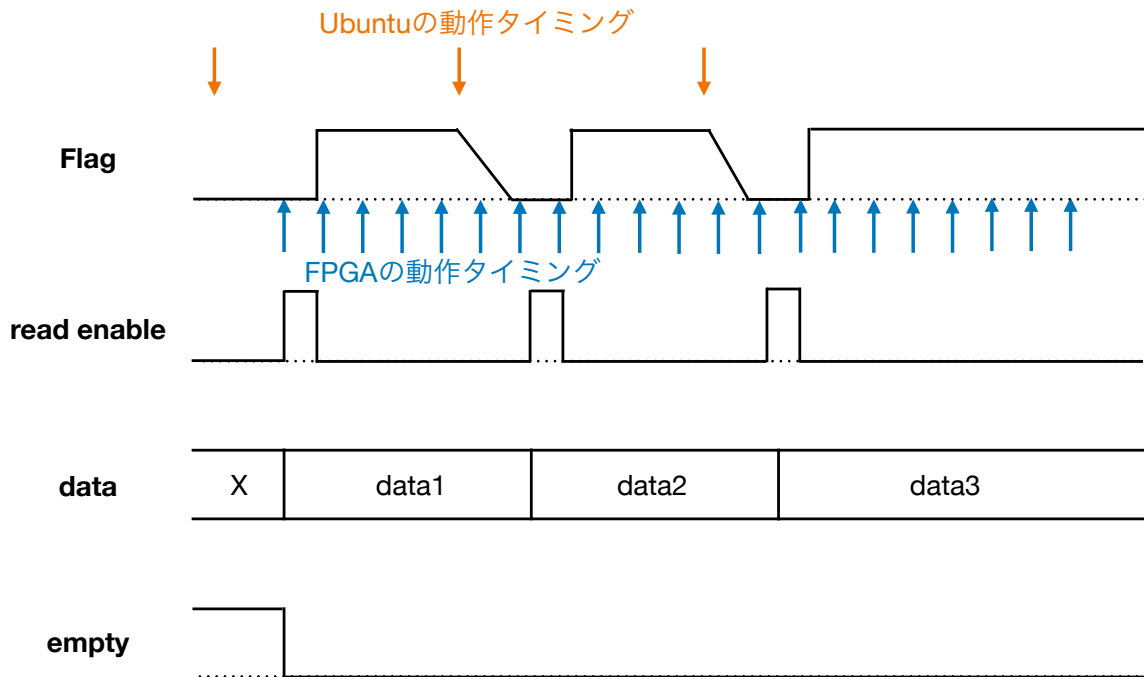 Ubuntuの動作タイミング
Flag
FPGAの動作タイミング
read enable
data
X
data1
data2
data3
empty